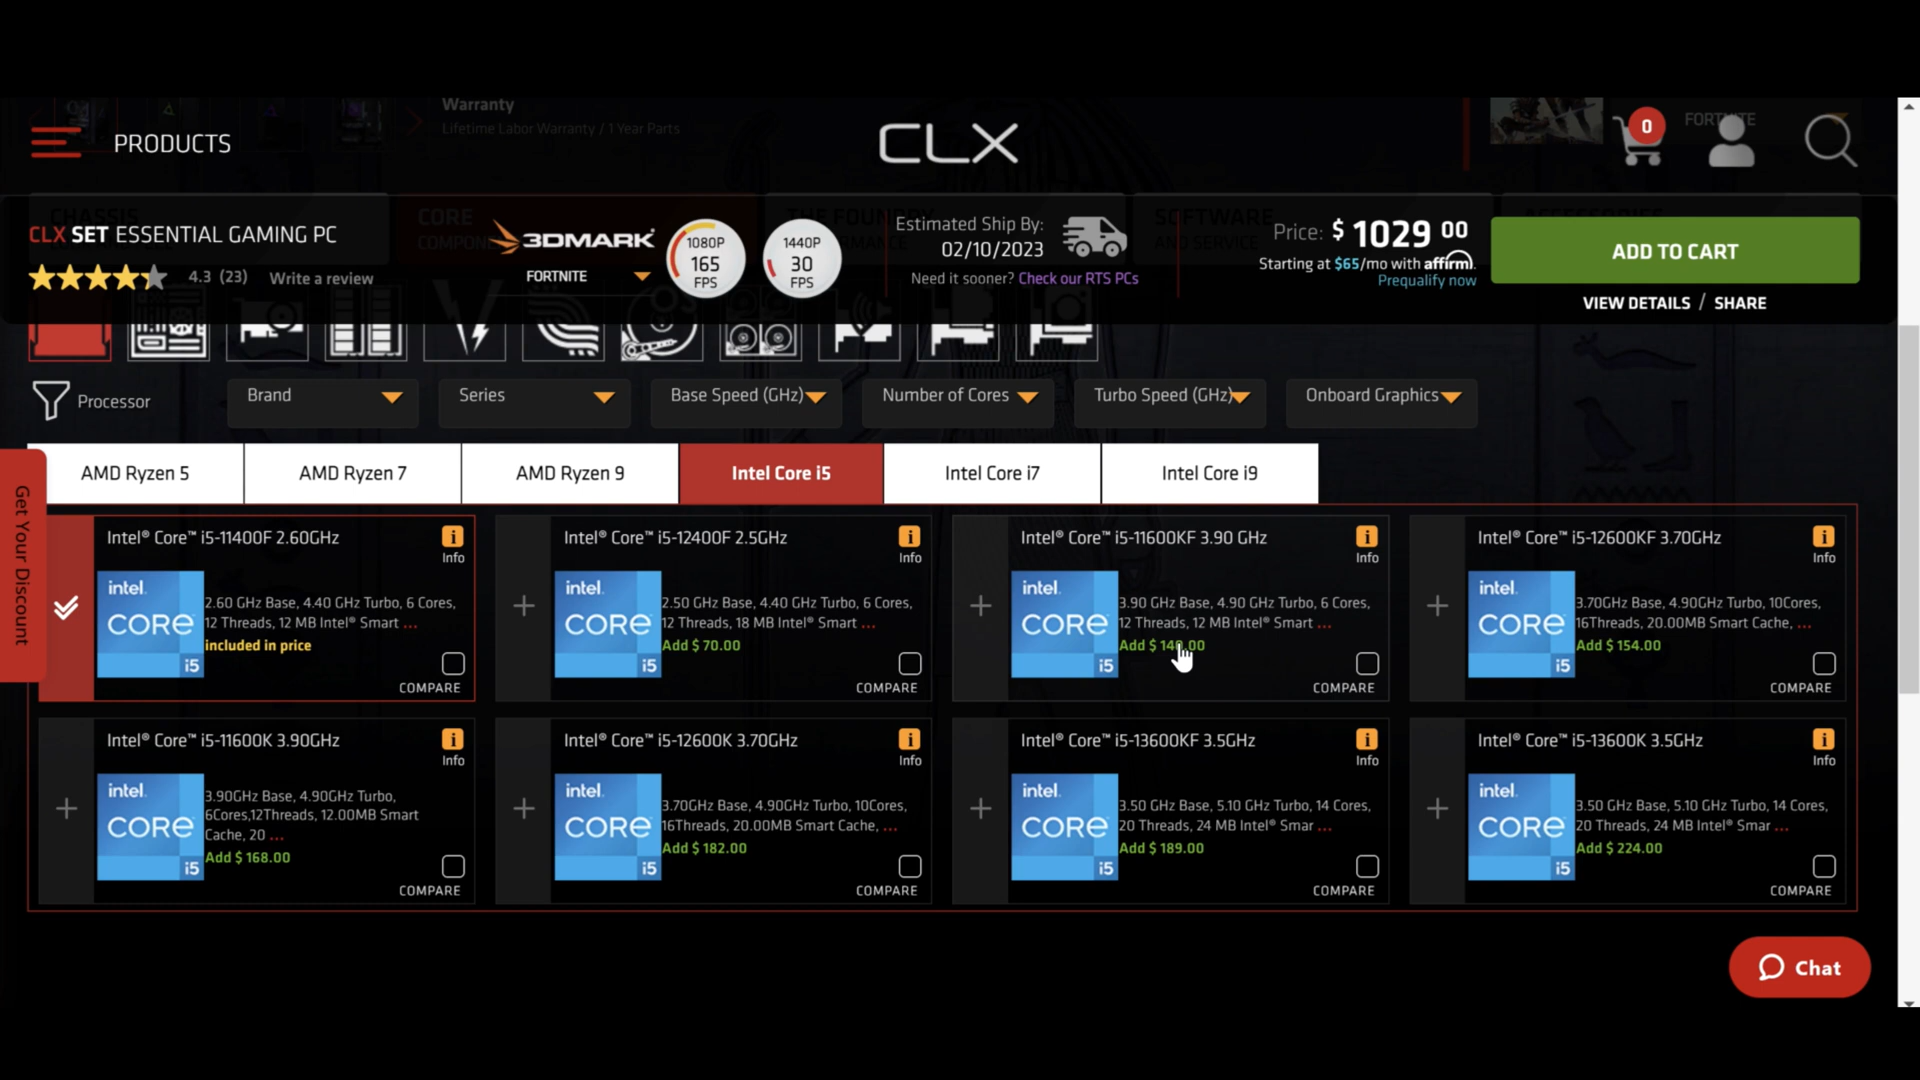 Warranty
Lifetime Labor Warranty / 1 Year Parts
PRODUCTS
CLX
0
FORTNITE
CHASSIS
CORE
THE FOUNDRY
SOFTWARE
AND SERVICE
CLX SET ESSENTIAL GAMING PC
4.3 (23) Write a review
3DMARK
FORTNITE
1080P
165
FPS
1440P
30
FPS
Estimated Ship By:
02/10/2023
Need it sooner? Check our RTS PCs
Price: $ 1029 00
Starting at $65/mo with affirm.
Prequalify now
ADD TO CART
VIEW DETAILS / SHARE
Processor
Brand
Series
Base Speed (GHz)
Number of Cores
Turbo Speed (GHz)
Onboard Graphics
AMD Ryzen 5
AMD Ryzen 7
AMD Ryzen 9
Intel Core i5
Intel Core i7
Intel Core i9
Get Your Discount
Intel® Core™ i5-11400F 2.60GHz
i
Info
intel.
CORE
i5
2.60 GHz Base, 4.40 GHz Turbo, 6 Cores,
12 Threads, 12 MB Intel® Smart ...
included in price
COMPARE
Intel® Core™ i5-12400F 2.5GHz
i
Info
intel.
CORE
i5
2.50 GHz Base, 4.40 GHz Turbo, 6 Cores,
12 Threads, 18 MB Intel® Smart ...
Add $ 70.00
COMPARE
Intel® Core™ i5-11600KF 3.90 GHz
i
Info
intel.
CORE
i5
3.90 GHz Base, 4.90 GHz Turbo, 6 Cores,
12 Threads, 12 MB Intel® Smart ...
Add $ 140.00
COMPARE
Intel® Core™ i5-12600KF 3.70GHz
i
Info
intel.
CORE
i5
3.70GHz Base, 4.90GHz Turbo, 10Cores,
16Threads, 20.00MB Smart Cache, ...
Add $ 154.00
COMPARE
Intel® Core™ i5-11600K 3.90GHz
i
Info
intel.
CORE
i5
3.90GHz Base, 4.90GHz Turbo,
6Cores,12Threads, 12.00MB Smart
Cache, 20 ...
Add $ 168.00
COMPARE
Intel® Core™ i5-12600K 3.70GHz
i
Info
intel.
CORE
i5
3.70GHz Base, 4.90GHz Turbo, 10Cores,
16Threads, 20.00MB Smart Cache, ...
Add $ 182.00
COMPARE
Intel® Core™ i5-13600KF 3.5GHz
i
Info
intel.
CORE
i5
3.50 GHz Base, 5.10 GHz Turbo, 14 Cores,
20 Threads, 24 MB Intel® Smar ...
Add $ 189.00
COMPARE
Intel® Core™ i5-13600K 3.5GHz
i
Info
intel.
CORE
i5
3.50 GHz Base, 5.10 GHz Turbo, 14 Cores,
20 Threads, 24 MB Intel® Smar ...
Add $ 224.00
COMPARE
Chat